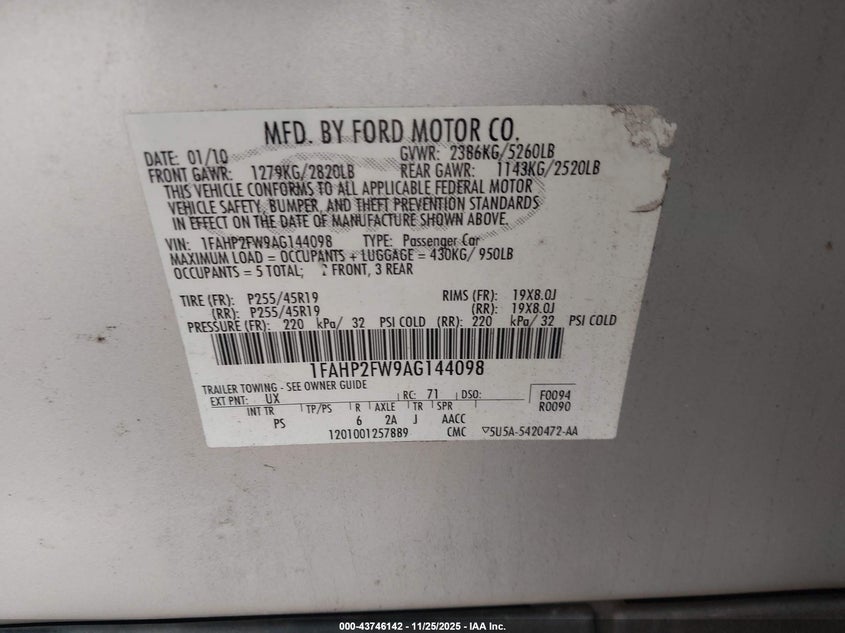 MFD. BY FORD MOTOR CO.
DATE: 01/10 GVWR: 2386KG/5260LB
FRONT GAWR: 1279KG/2820LB REAR GAWR: 1143KG/2520LB
THIS VEHICLE CONFORMS TO ALL APPLICABLE FEDERAL MOTOR
VEHICLE SAFETY, BUMPER, AND THEFT PREVENTION STANDARDS
IN EFFECT ON THE DATE OF MANUFACTURE SHOWN ABOVE.
VIN: 1FAHP2FW9AG144098 TYPE: Passenger Car
MAXIMUM LOAD = OCCUPANTS + LUGGAGE = 430KG/950LB
OCCUPANTS = 5 TOTAL; FRONT, 3 REAR
TIRE (FR): P255/45R19 RIMS (FR): 19X8.0J
(RR): P255/45R19 (RR): 19X8.0J
PRESSURE (FR): 220 kPa/ 32 PSI COLD (RR): 220 kPa/ 32 PSI COLD
1FAHP2FW9AG144098
TRAILER TOWING - SEE OWNER GUIDE
EXT PNT: UX RC: 71 DSO: F0094
INT TR TP/PS R AXLE TR SPR R0090
PS 6 2A J AACC
1201001257889 CMC ▽5U5A-5420472-AA
000-43746142 - 11/25/2025 - IAA Inc.